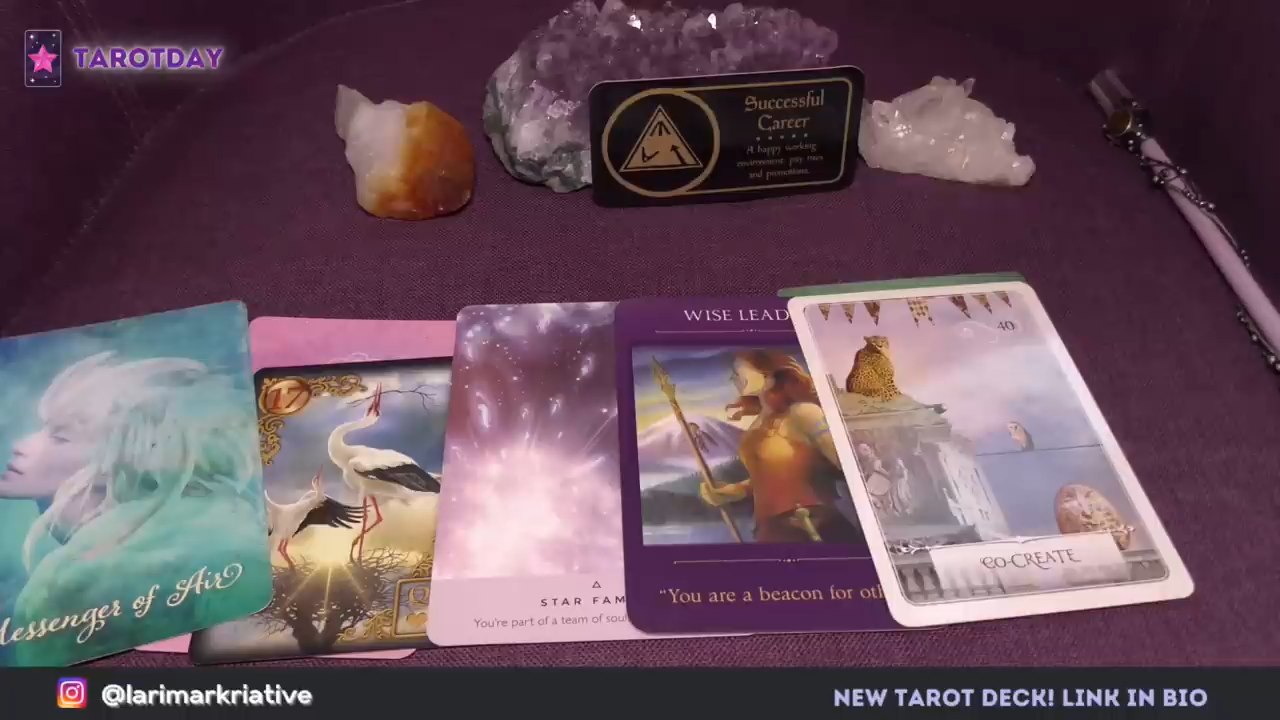 TAROTDAY
Successful
Career
A happy working
environment, pay rises
and promotions.
WISE LEAD
40
17
CO-CREATE
STAR FAM
"You are a beacon for oth
You're part of a team of soul
Messenger of Air
Q
@larimarkriative
NEW TAROT DECK! LINK IN BIO